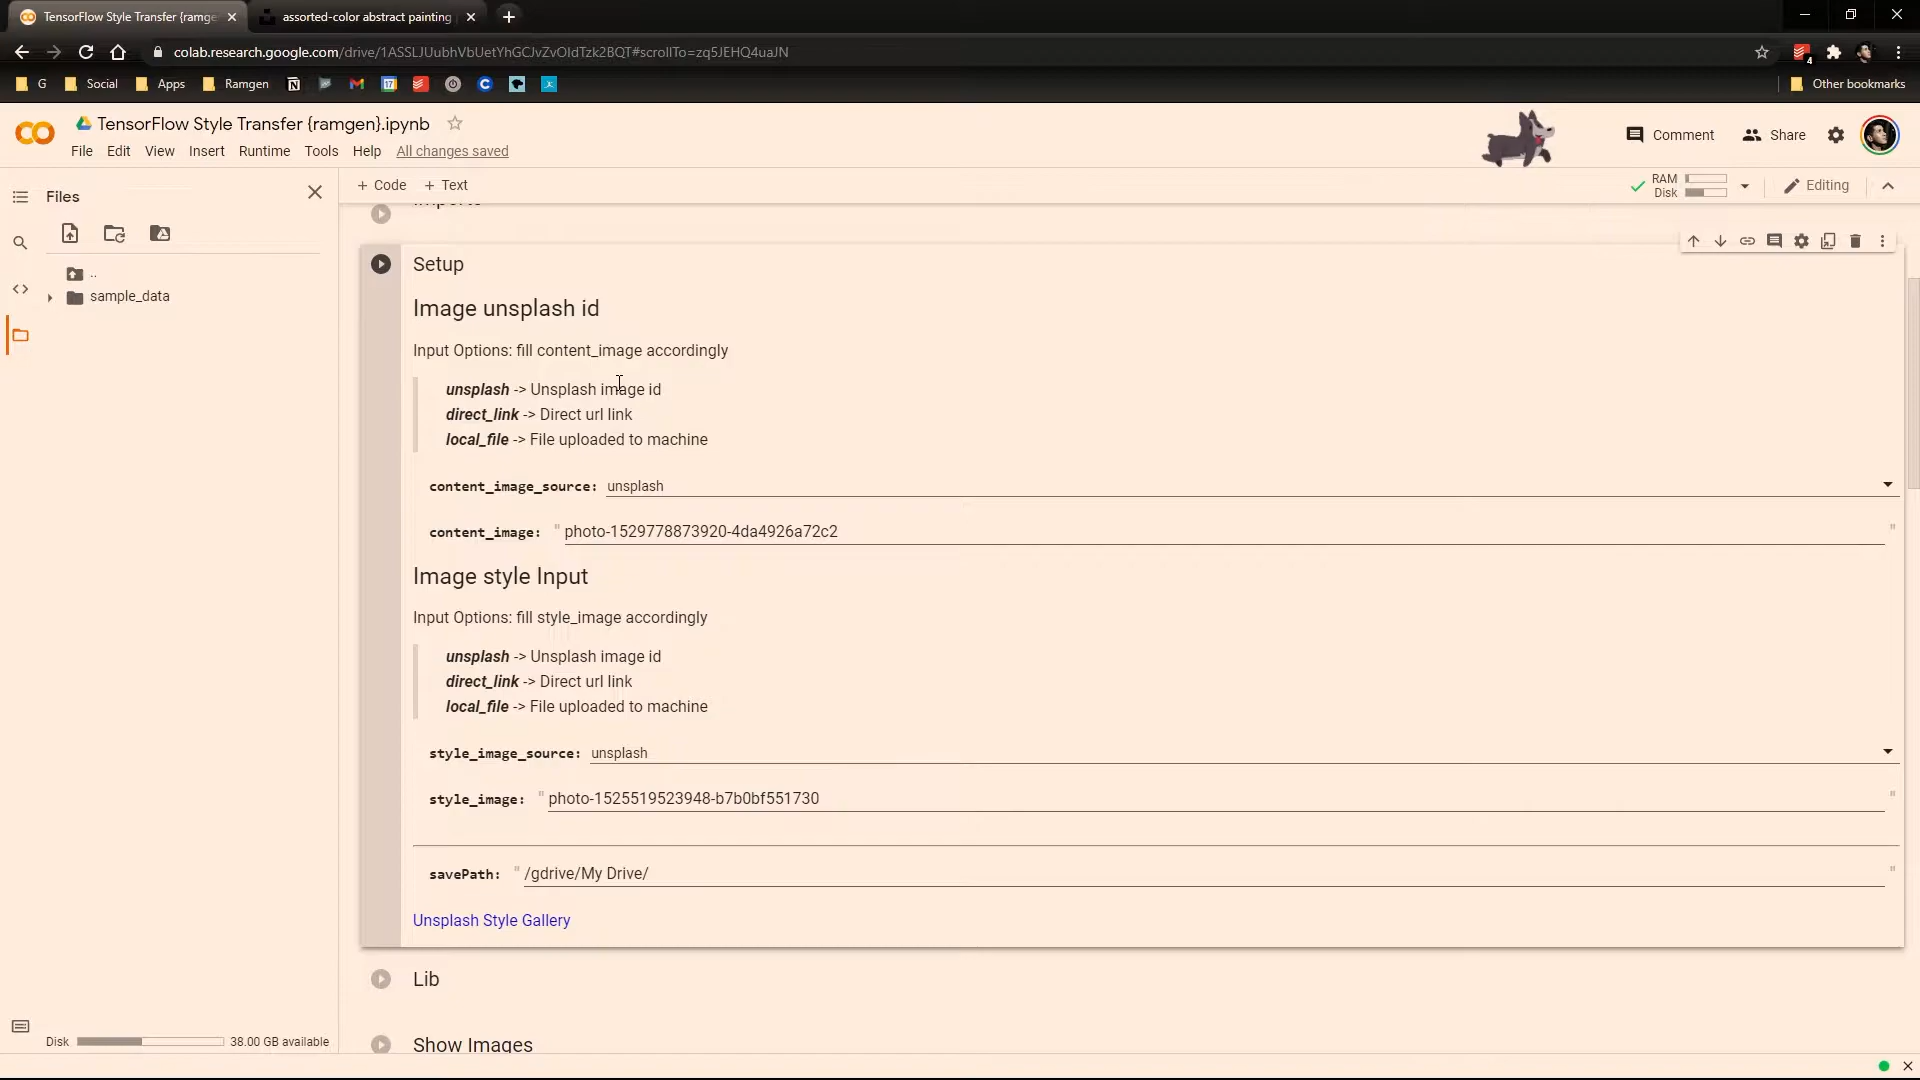 TensorFlow Style Transfer {ramge
assorted-color abstract painting
colab.research.google.com/drive/1ASSLJUubhVbUetYhGCJvZvOIdTzk2BQT#scrollTo=zq5JEHQ4uaJN
4
G
Social
Apps
Ramgen
17
Other bookmarks
TensorFlow Style Transfer {ramgen}.ipynb
Comment
Share
File
Edit
View
Insert
Runtime
Tools
Help
All changes saved
Files
+ Code
+ Text
RAM
Disk
Editing
Imports
..
sample_data
Setup
Image unsplash id
Input Options: fill content_image accordingly
unsplash -> Unsplash image id
direct_link -> Direct url link
local_file -> File uploaded to machine
content_image_source: unsplash
content_image: " photo-1529778873920-4da4926a72c2 "
Image style Input
Input Options: fill style_image accordingly
unsplash -> Unsplash image id
direct_link -> Direct url link
local_file -> File uploaded to machine
style_image_source: unsplash
style_image: " photo-1525519523948-b7b0bf551730 "
savePath: " /gdrive/My Drive/ "
Unsplash Style Gallery
Lib
Show Images
Disk
38.00 GB available